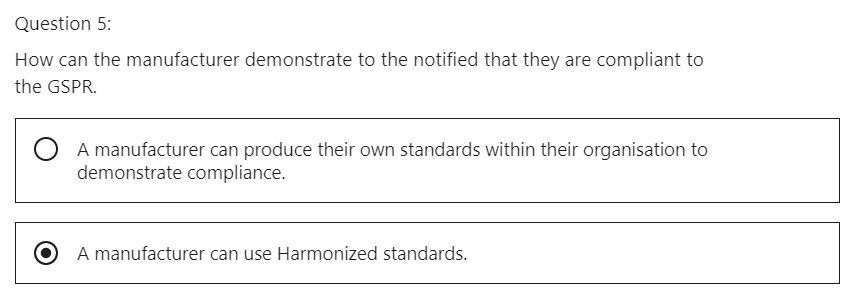 Question 5:
How can the manufacturer demonstrate to the notified that they are compliant to
the GSPR.
A manufacturer can produce their own standards within their organisation to
demonstrate compliance.
A manufacturer can use Harmonized standards.